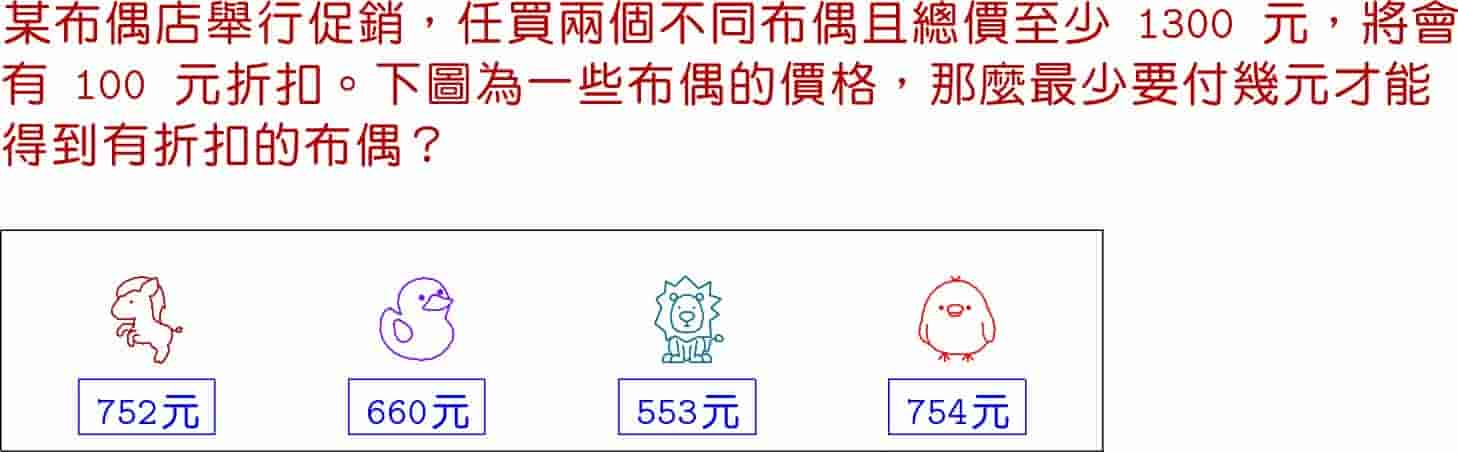 某布偶店舉行促銷，任買兩個不同布偶且總價至少 1300 元，將會
有 100 元折扣。下圖為一些布偶的價格，那麼最少要付幾元才能
得到有折扣的布偶？
752元 660元 553元 754元